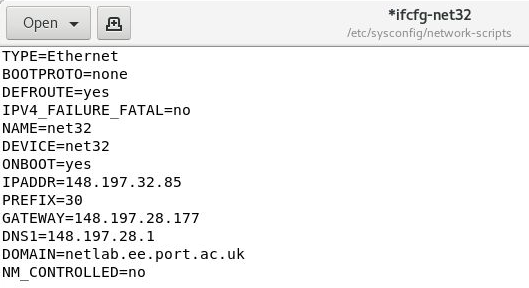 Open
*ifcfg-net32
/etc/sysconfig/network-scripts
TYPE=Ethernet
BOOTPROTO=none
DEFROUTE=yes
IPV4_FAILURE_FATAL=no
NAME=net32
DEVICE=net32
ONBOOT=yes
IPADDR=148.197.32.85
PREFIX=30
GATEWAY=148.197.28.177
DNS1=148.197.28.1
DOMAIN=netlab.ee.port.ac.uk
NM_CONTROLLED=no